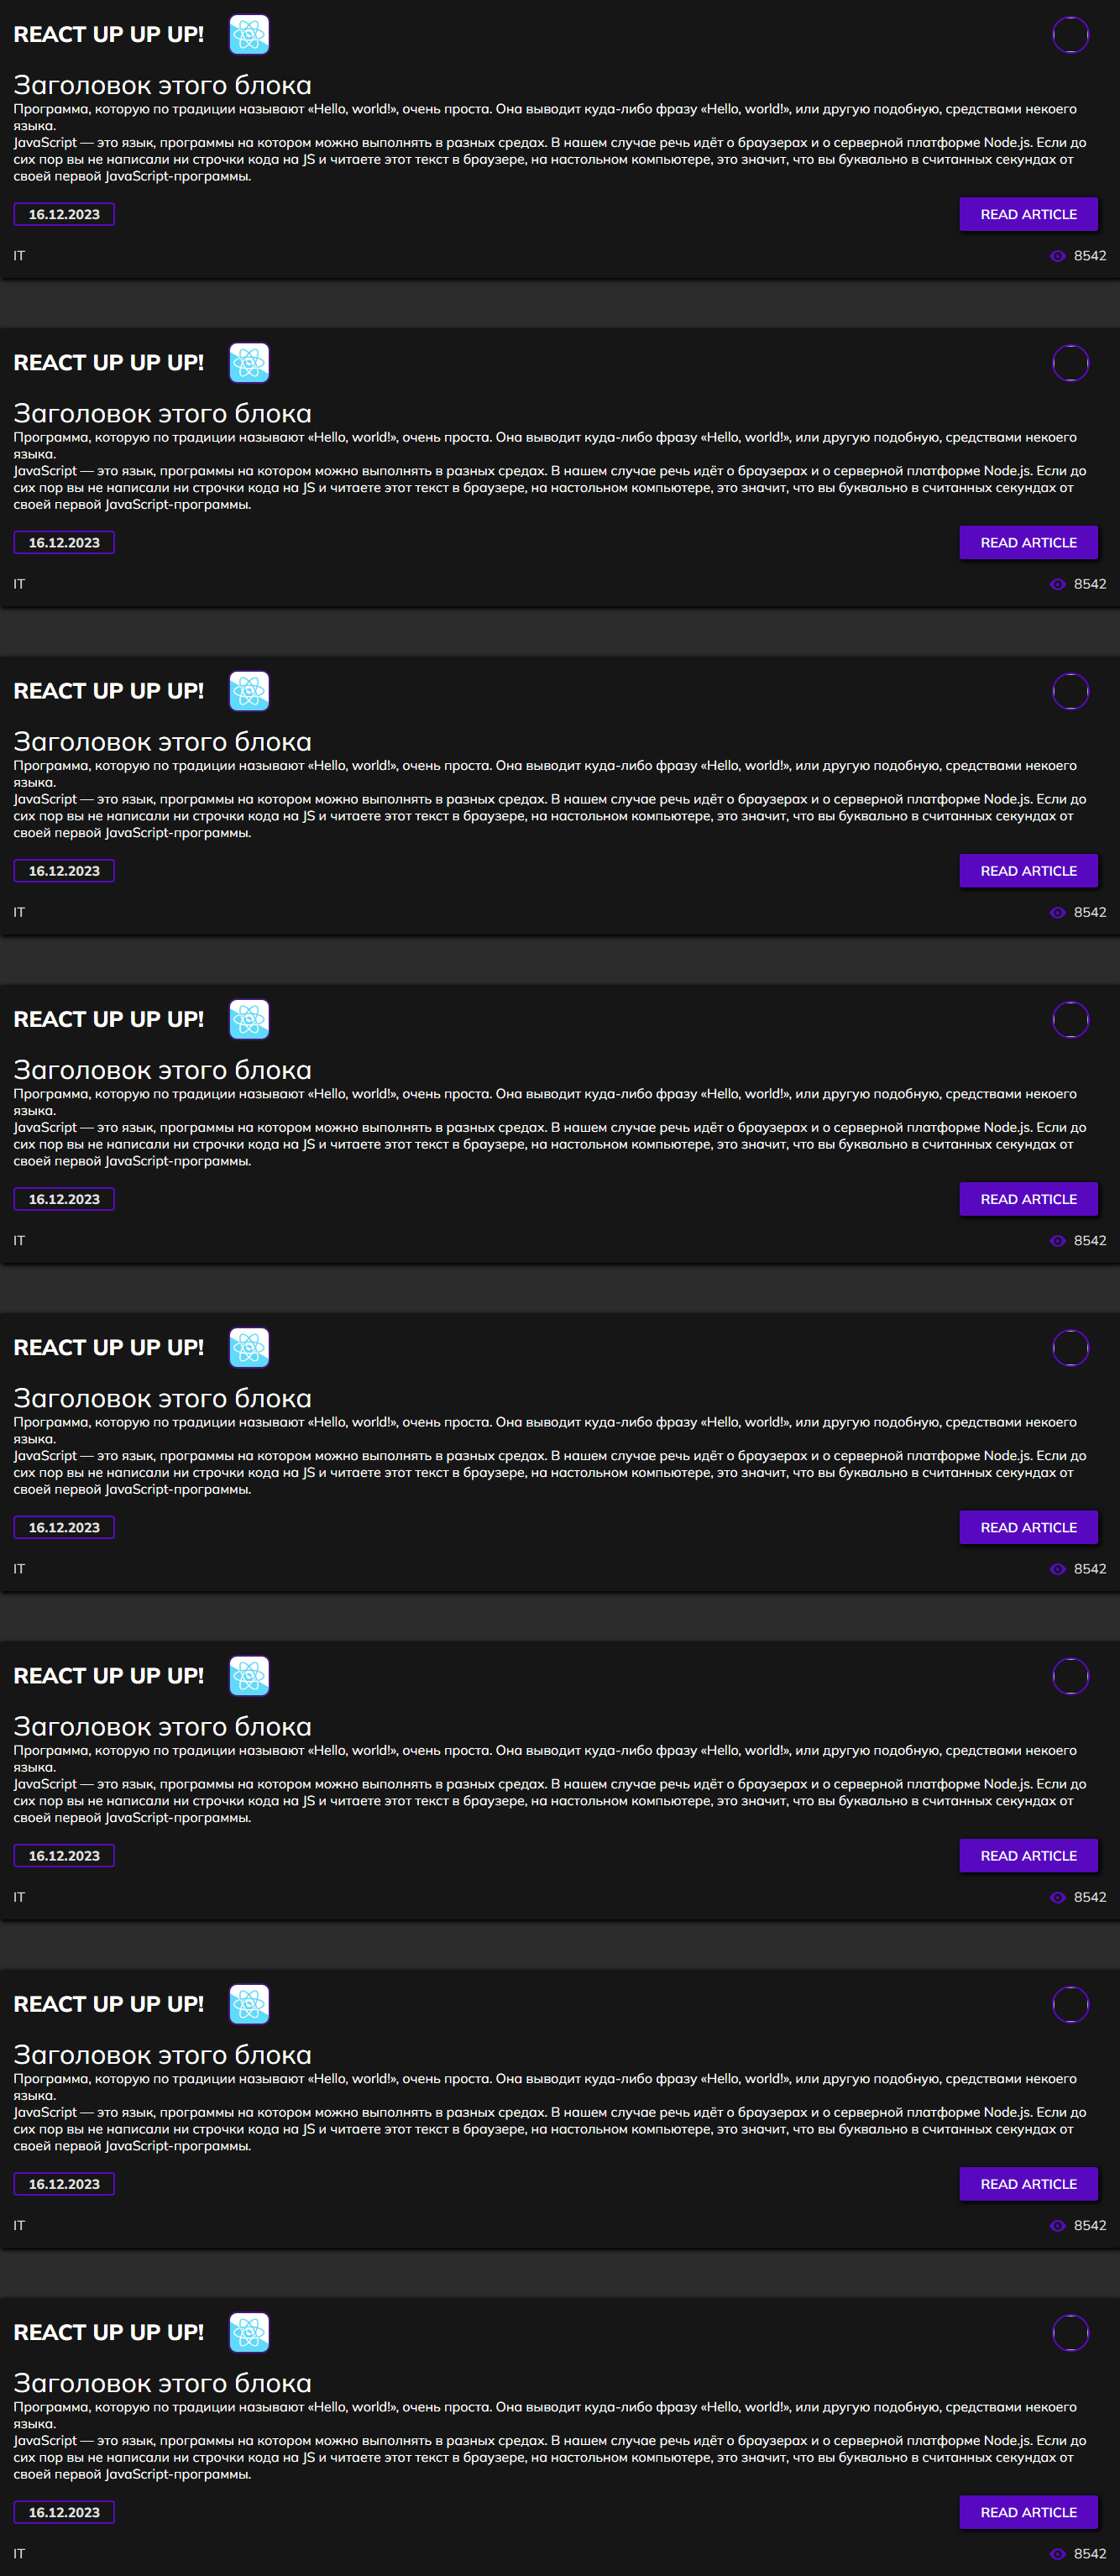 REACT UP UP UP!
Заголовок этого блока
Программа, которую по традиции называют «Hello, world!», очень проста. Она выводит куда-либо фразу «Hello, world!», или другую подобную, средствами некоего
языка.
JavaScript — это язык, программы на котором можно выполнять в разных средах. В нашем случае речь идёт о браузерах и о серверной платформе Node.js. Если до
сих пор вы не написали ни строчки кода на JS и читаете этот текст в браузере, на настольном компьютере, это значит, что вы буквально в считанных секундах от
своей первой JavaScript-программы.
16.12.2023 READ ARTICLE
IT 8542
REACT UP UP UP!
Заголовок этого блока
Программа, которую по традиции называют «Hello, world!», очень проста. Она выводит куда-либо фразу «Hello, world!», или другую подобную, средствами некоего
языка.
JavaScript — это язык, программы на котором можно выполнять в разных средах. В нашем случае речь идёт о браузерах и о серверной платформе Node.js. Если до
сих пор вы не написали ни строчки кода на JS и читаете этот текст в браузере, на настольном компьютере, это значит, что вы буквально в считанных секундах от
своей первой JavaScript-программы.
16.12.2023 READ ARTICLE
IT 8542
REACT UP UP UP!
Заголовок этого блока
Программа, которую по традиции называют «Hello, world!», очень проста. Она выводит куда-либо фразу «Hello, world!», или другую подобную, средствами некоего
языка.
JavaScript — это язык, программы на котором можно выполнять в разных средах. В нашем случае речь идёт о браузерах и о серверной платформе Node.js. Если до
сих пор вы не написали ни строчки кода на JS и читаете этот текст в браузере, на настольном компьютере, это значит, что вы буквально в считанных секундах от
своей первой JavaScript-программы.
16.12.2023 READ ARTICLE
IT 8542
REACT UP UP UP!
Заголовок этого блока
Программа, которую по традиции называют «Hello, world!», очень проста. Она выводит куда-либо фразу «Hello, world!», или другую подобную, средствами некоего
языка.
JavaScript — это язык, программы на котором можно выполнять в разных средах. В нашем случае речь идёт о браузерах и о серверной платформе Node.js. Если до
сих пор вы не написали ни строчки кода на JS и читаете этот текст в браузере, на настольном компьютере, это значит, что вы буквально в считанных секундах от
своей первой JavaScript-программы.
16.12.2023 READ ARTICLE
IT 8542
REACT UP UP UP!
Заголовок этого блока
Программа, которую по традиции называют «Hello, world!», очень проста. Она выводит куда-либо фразу «Hello, world!», или другую подобную, средствами некоего
языка.
JavaScript — это язык, программы на котором можно выполнять в разных средах. В нашем случае речь идёт о браузерах и о серверной платформе Node.js. Если до
сих пор вы не написали ни строчки кода на JS и читаете этот текст в браузере, на настольном компьютере, это значит, что вы буквально в считанных секундах от
своей первой JavaScript-программы.
16.12.2023 READ ARTICLE
IT 8542
REACT UP UP UP!
Заголовок этого блока
Программа, которую по традиции называют «Hello, world!», очень проста. Она выводит куда-либо фразу «Hello, world!», или другую подобную, средствами некоего
языка.
JavaScript — это язык, программы на котором можно выполнять в разных средах. В нашем случае речь идёт о браузерах и о серверной платформе Node.js. Если до
сих пор вы не написали ни строчки кода на JS и читаете этот текст в браузере, на настольном компьютере, это значит, что вы буквально в считанных секундах от
своей первой JavaScript-программы.
16.12.2023 READ ARTICLE
IT 8542
REACT UP UP UP!
Заголовок этого блока
Программа, которую по традиции называют «Hello, world!», очень проста. Она выводит куда-либо фразу «Hello, world!», или другую подобную, средствами некоего
языка.
JavaScript — это язык, программы на котором можно выполнять в разных средах. В нашем случае речь идёт о браузерах и о серверной платформе Node.js. Если до
сих пор вы не написали ни строчки кода на JS и читаете этот текст в браузере, на настольном компьютере, это значит, что вы буквально в считанных секундах от
своей первой JavaScript-программы.
16.12.2023 READ ARTICLE
IT 8542
REACT UP UP UP!
Заголовок этого блока
Программа, которую по традиции называют «Hello, world!», очень проста. Она выводит куда-либо фразу «Hello, world!», или другую подобную, средствами некоего
языка.
JavaScript — это язык, программы на котором можно выполнять в разных средах. В нашем случае речь идёт о браузерах и о серверной платформе Node.js. Если до
сих пор вы не написали ни строчки кода на JS и читаете этот текст в браузере, на настольном компьютере, это значит, что вы буквально в считанных секундах от
своей первой JavaScript-программы.
16.12.2023 READ ARTICLE
IT 8542